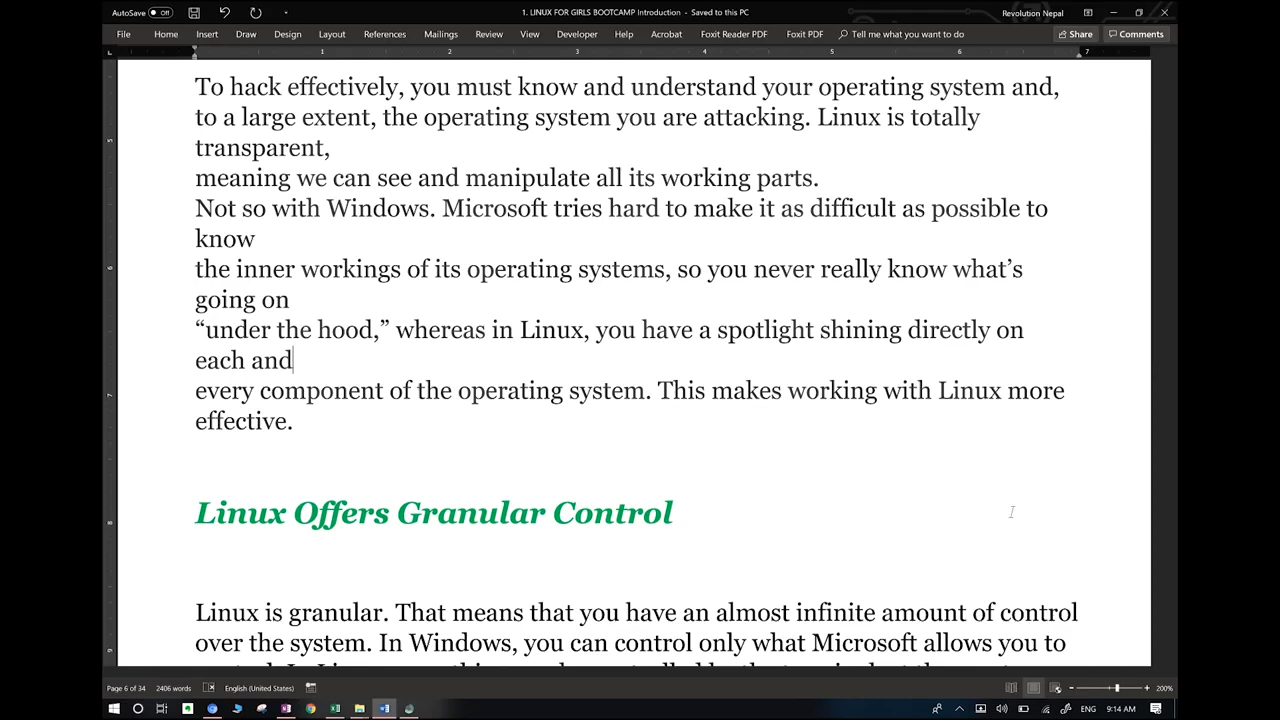 AutoSave Off
1. LINUX FOR GIRLS BOOTCAMP Introduction - Saved to this PC
Revolution Nepal
File Home Insert Draw Design Layout References Mailings Review View Developer Help Acrobat Foxit Reader PDF Foxit PDF Tell me what you want to do Share Comments
1 2 3 4 5 6 7
To hack effectively, you must know and understand your operating system and,
to a large extent, the operating system you are attacking. Linux is totally
transparent,
meaning we can see and manipulate all its working parts.
Not so with Windows. Microsoft tries hard to make it as difficult as possible to
know
the inner workings of its operating systems, so you never really know what’s
going on
“under the hood,” whereas in Linux, you have a spotlight shining directly on
each and
every component of the operating system. This makes working with Linux more
effective.
Linux Offers Granular Control
Linux is granular. That means that you have an almost infinite amount of control
over the system. In Windows, you can control only what Microsoft allows you to
Page 6 of 34 2406 words English (United States) 200%
ENG 9:14 AM